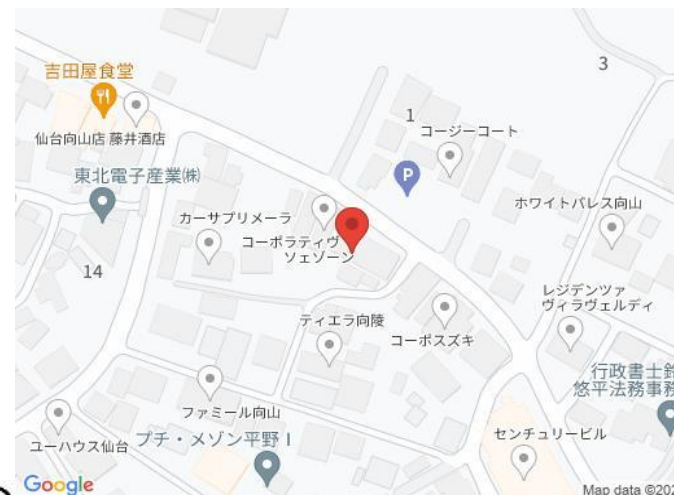 3
吉田屋食堂
1
コージーコート
仙台向山店 藤井酒店
東北電子産業㈱
P
カーサプリメーラ
ホワイトパレス向山
コーポラティヴ
ソェゾーン
14
レジデンツァ
ヴィラヴェルディ
ティエラ向陵
コーポスズキ
行政書士鈴
悠平法務事務
ファミール向山
ユーハウス仙台
プチ・メゾン平野Ⅰ
センチュリービル
Google
Map data ©202